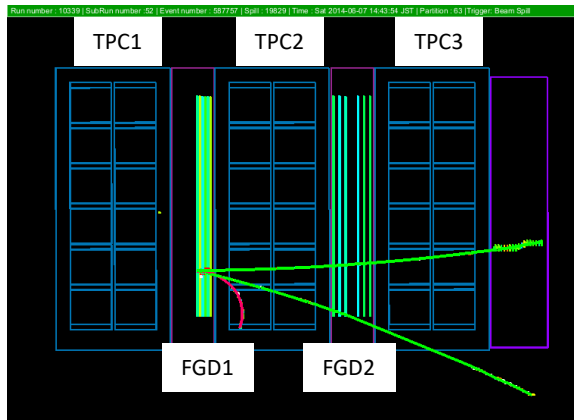 Run number : 10339 | SubRun number :52 | Event number : 587757 | Spill : 19829 | Time : Sat 2014-06-07 14:43:54 JST | Partition : 63 |Trigger: Beam Spill
TPC1 TPC2 TPC3
FGD1 FGD2